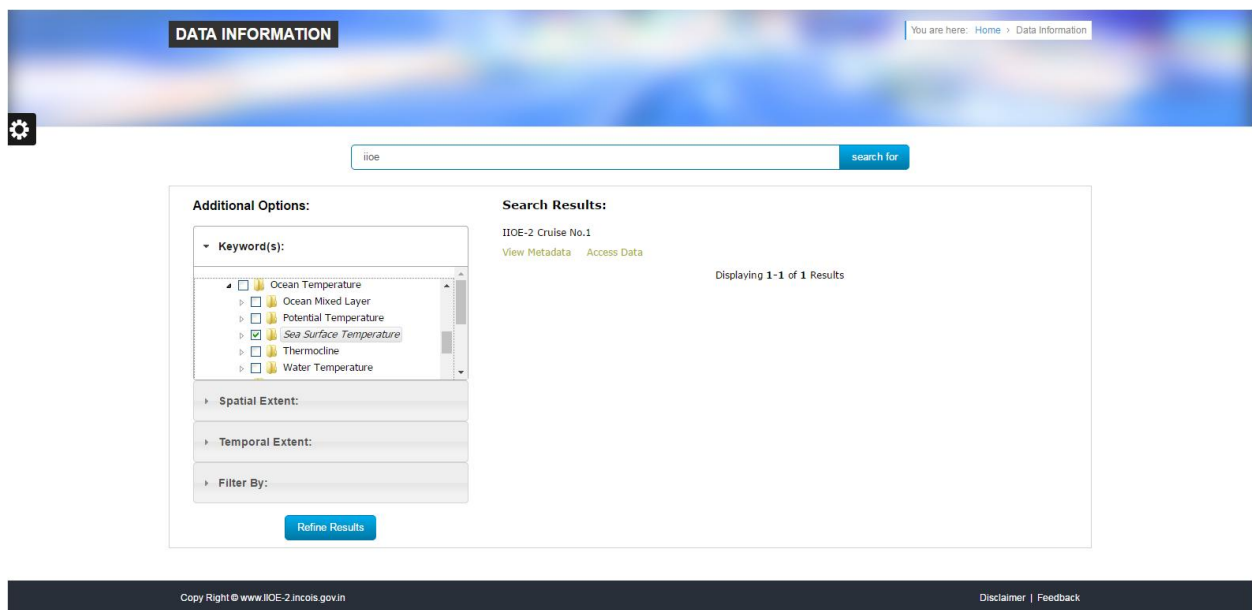 DATA INFORMATION
You are here: Home > Data Information
iioe
search for
Additional Options:
Keyword(s):
Ocean Temperature
Ocean Mixed Layer
Potential Temperature
Sea Surface Temperature
Thermocline
Water Temperature
Spatial Extent:
Temporal Extent:
Filter By:
Refine Results
Search Results:
IIOE-2 Cruise No.1
View Metadata Access Data
Displaying 1-1 of 1 Results
Copy Right © www.IIOE-2.incois.gov.in
Disclaimer | Feedback